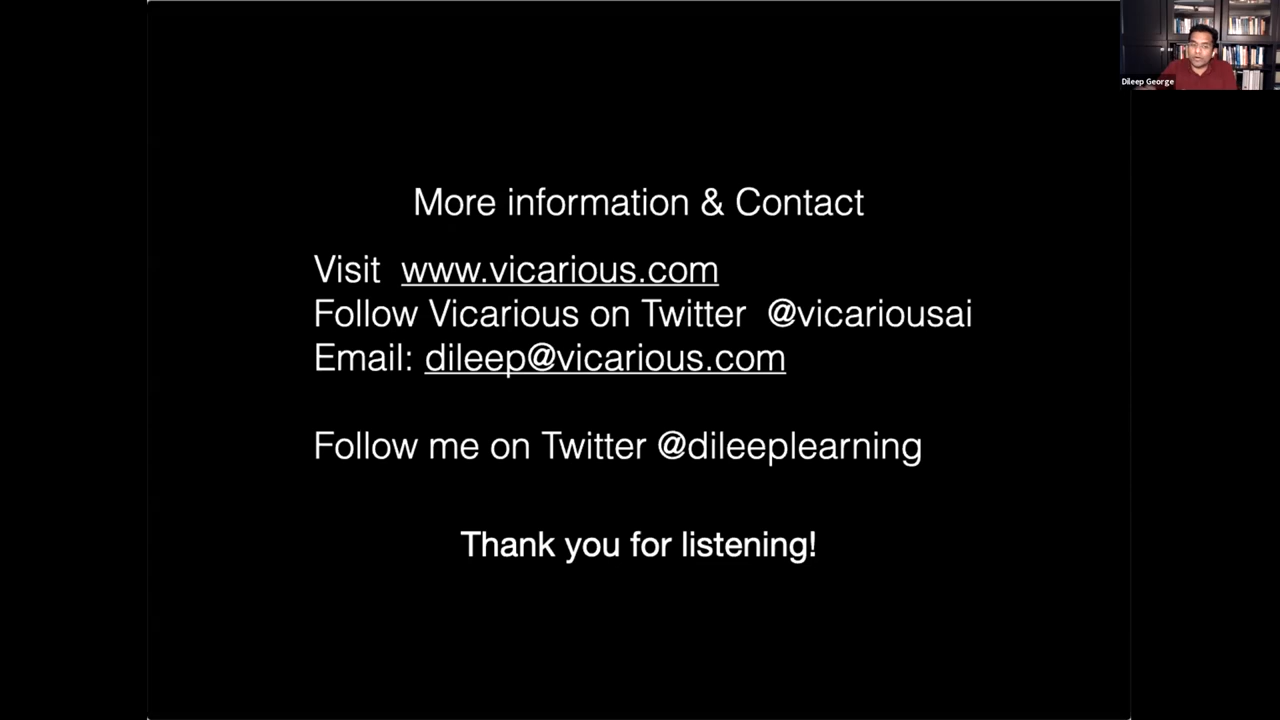 Dileep George
More information & Contact
Visit www.vicarious.com
Follow Vicarious on Twitter @vicariousai
Email: dileep@vicarious.com
Follow me on Twitter @dileeplearning
Thank you for listening!